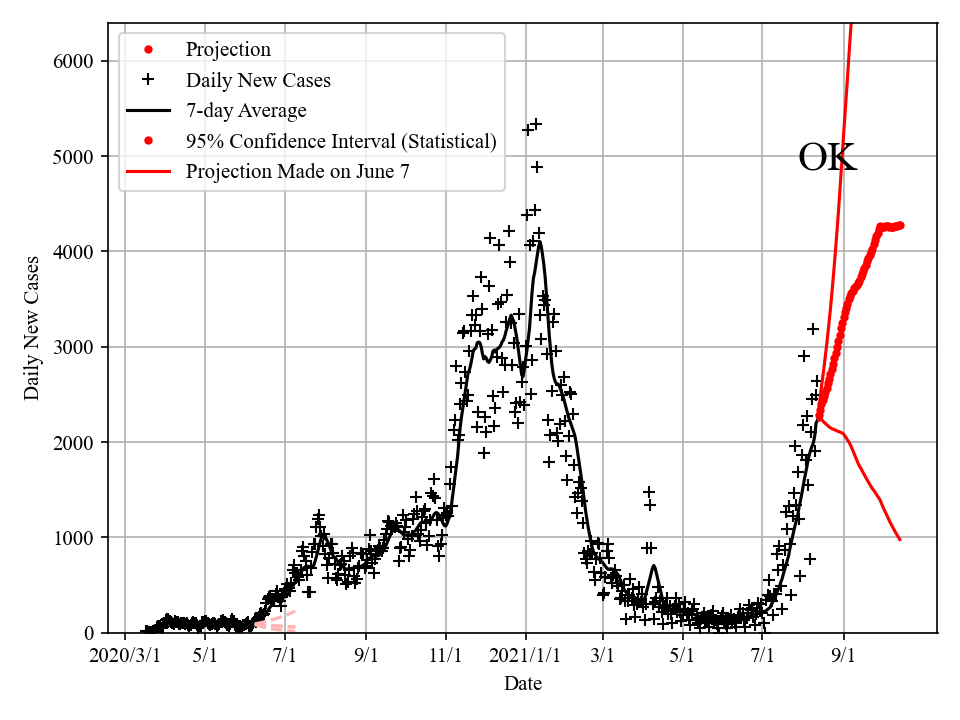 Projection
Daily New Cases
7-day Average
95% Confidence Interval (Statistical)
Projection Made on June 7
OK
6000
5000
4000
3000
2000
1000
0
Daily New Cases
2020/3/1 5/1 7/1 9/1 11/1 2021/1/1 3/1 5/1 7/1 9/1
Date